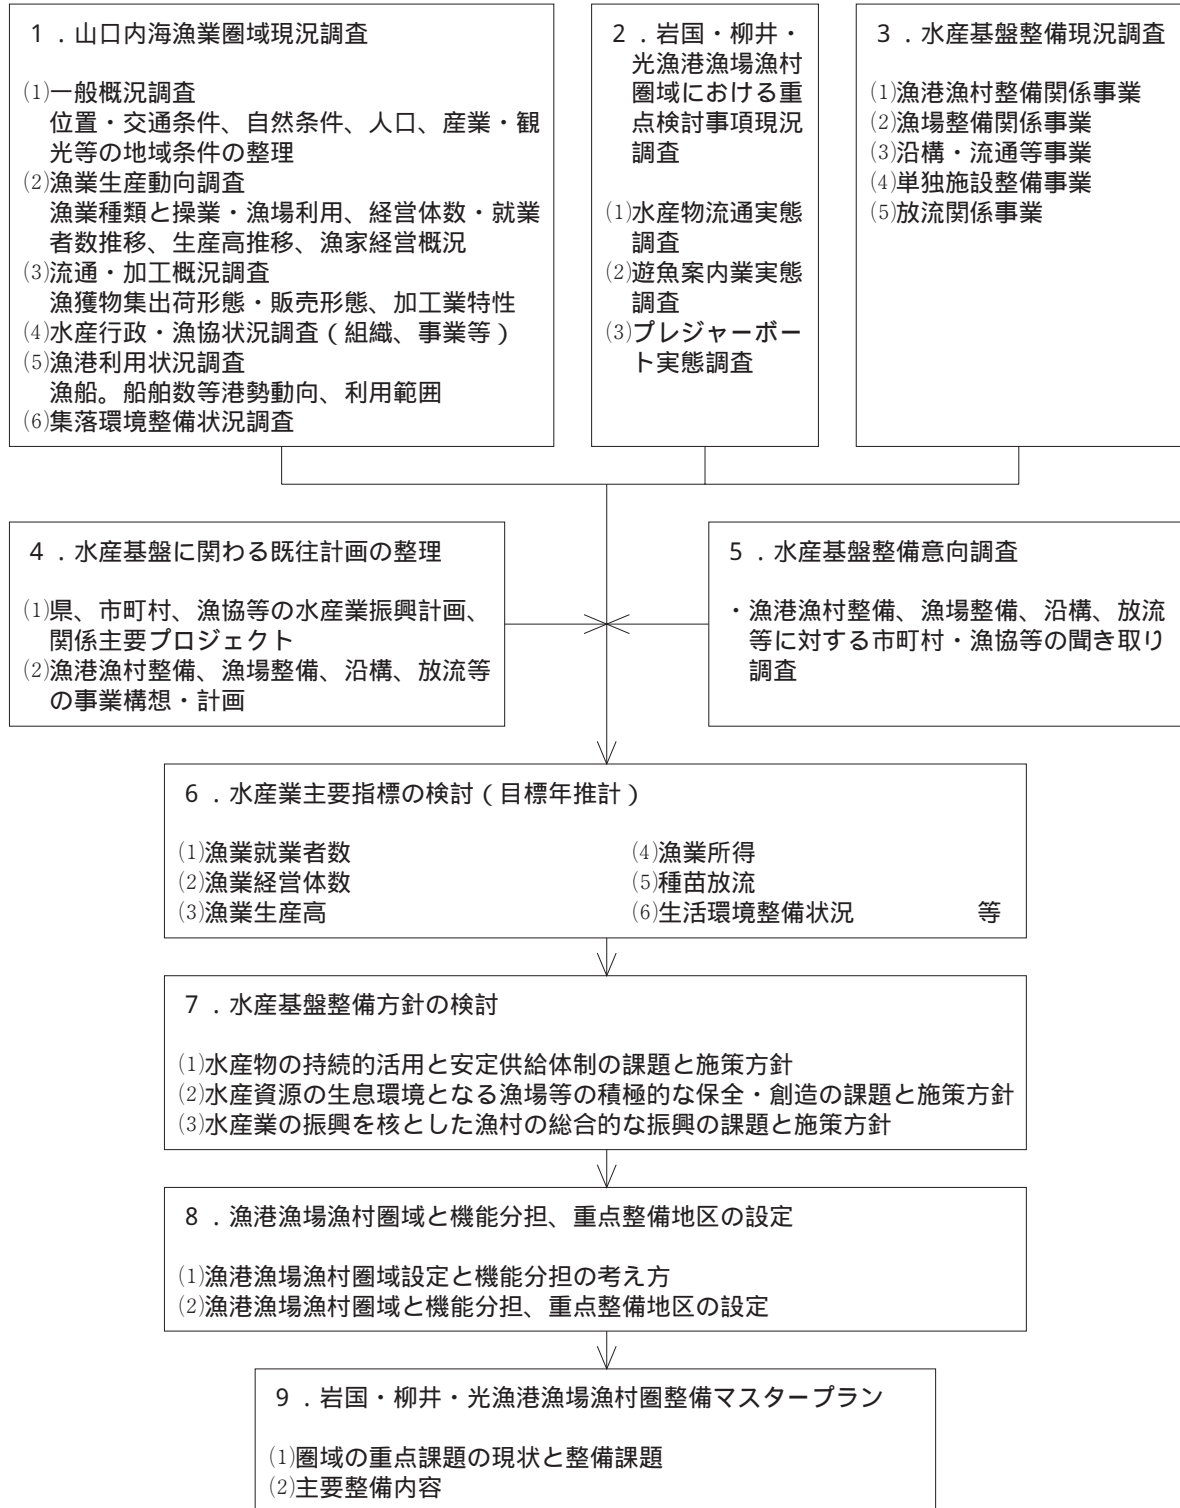 1．山口内海漁業圏域現況調査
⑴一般概況調査
位置・交通条件、自然条件、人口、産業・観
光等の地域条件の整理
⑵漁業生産動向調査
漁業種類と操業・漁場利用、経営体数・就業
者数推移、生産高推移、漁家経営概況
⑶流通・加工概況調査
漁獲物集出荷形態・販売形態、加工業特性
⑷水産行政・漁協状況調査（組織、事業等）
⑸漁港利用状況調査
漁船。船舶数等港勢動向、利用範囲
⑹集落環境整備状況調査
2．岩国・柳井・
光漁港漁場漁村
圏域における重
点検討事項現況
調査
⑴水産物流通実態
調査
⑵遊魚案内業実態
調査
⑶プレジャーボー
ト実態調査
3．水産基盤整備現況調査
⑴漁港漁村整備関係事業
⑵漁場整備関係事業
⑶沿構・流通等事業
⑷単独施設整備事業
⑸放流関係事業
4．水産基盤に関わる既往計画の整理
⑴県、市町村、漁協等の水産業振興計画、
関係主要プロジェクト
⑵漁港漁村整備、漁場整備、沿構、放流等
の事業構想・計画
5．水産基盤整備意向調査
・漁港漁村整備、漁場整備、沿構、放流
等に対する市町村・漁協等の聞き取り
調査
6．水産業主要指標の検討（目標年推計）
⑴漁業就業者数
⑵漁業経営体数
⑶漁業生産高
⑷漁業所得
⑸種苗放流
⑹生活環境整備状況 等
7．水産基盤整備方針の検討
⑴水産物の持続的活用と安定供給体制の課題と施策方針
⑵水産資源の生息環境となる漁場等の積極的な保全・創造の課題と施策方針
⑶水産業の振興を核とした漁村の総合的な振興の課題と施策方針
8．漁港漁場漁村圏域と機能分担、重点整備地区の設定
⑴漁港漁場漁村圏域設定と機能分担の考え方
⑵漁港漁場漁村圏域と機能分担、重点整備地区の設定
9．岩国・柳井・光漁港漁場漁村圏整備マスタープラン
⑴圏域の重点課題の現状と整備課題
⑵主要整備内容